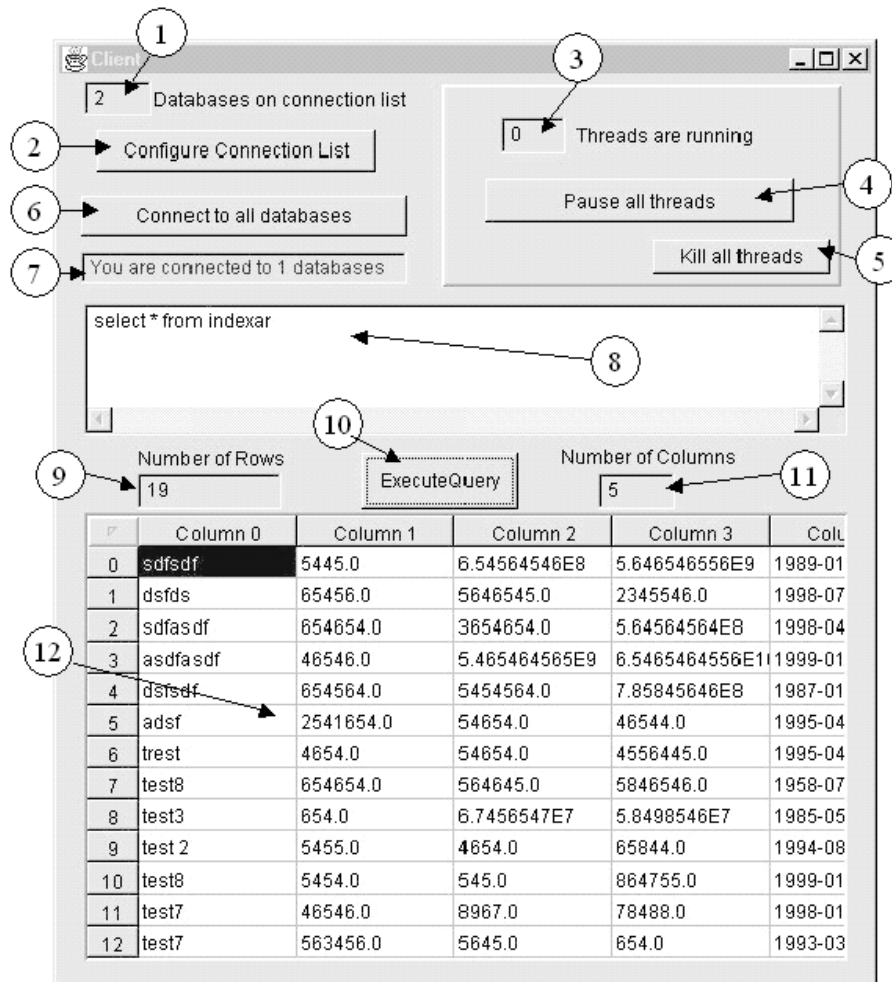 1
Client
3
2 Databases on connection list
0 Threads are running
2
Configure Connection List
4
Pause all threads
6
Connect to all databases
5
Kill all threads
7
You are connected to 1 databases
select * from indexar
8
10
9
Number of Rows
19
ExecuteQuery
Number of Columns
5
11
Column 0 Column 1 Column 2 Column 3 Colu
0 sdfsdf 5445.0 6.54564546E8 5.646546556E9 1989-01
1 dsfds 65456.0 5646545.0 2345546.0 1998-07
2 sdfasdf 654654.0 3654654.0 5.64564564E8 1998-04
12
3 asdfasdf 46546.0 5.465464565E9 6.5465464556E1 1999-01
4 dsfsdf 654564.0 5454564.0 7.85845646E8 1987-01
5 adsf 2541654.0 54654.0 46544.0 1995-04
6 trest 4654.0 54654.0 4556445.0 1995-04
7 test8 654654.0 564645.0 5846546.0 1958-07
8 test3 654.0 6.7456547E7 5.8498546E7 1985-05
9 test 2 5455.0 4654.0 65844.0 1994-08
10 test8 5454.0 545.0 864755.0 1999-01
11 test7 46546.0 8967.0 78488.0 1998-01
12 test7 563456.0 5645.0 654.0 1993-03